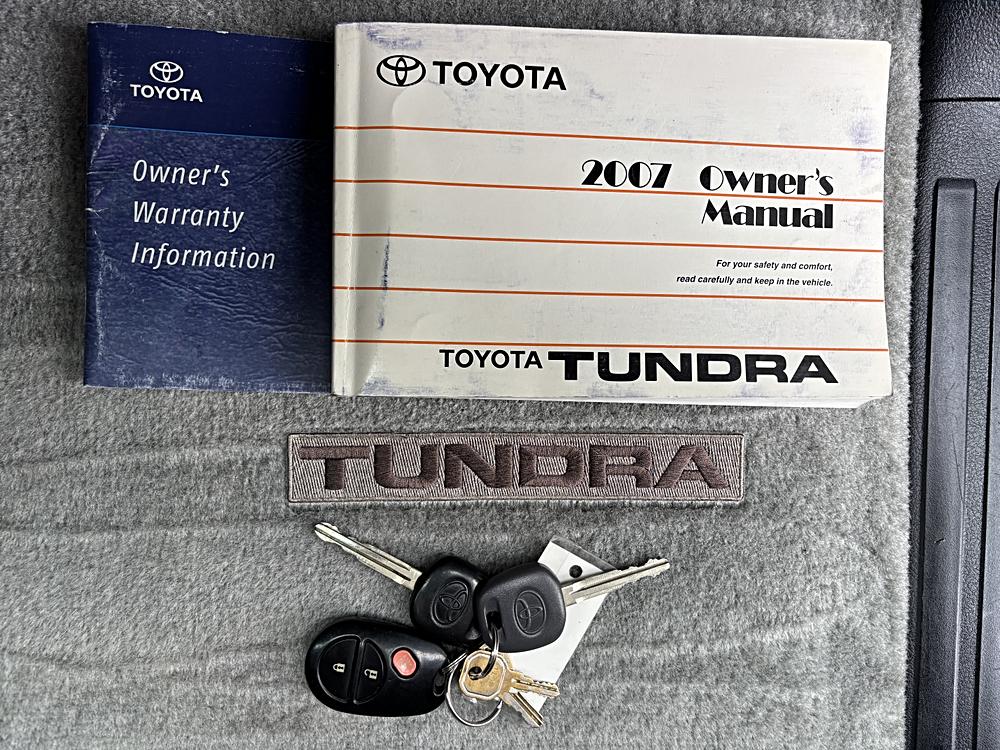 TOYOTA
Owner's
Warranty
Information
TOYOTA
2007 Owner's
Manual
For your safety and comfort,
read carefully and keep in the vehicle.
TOYOTA TUNDRA
TUNDRA